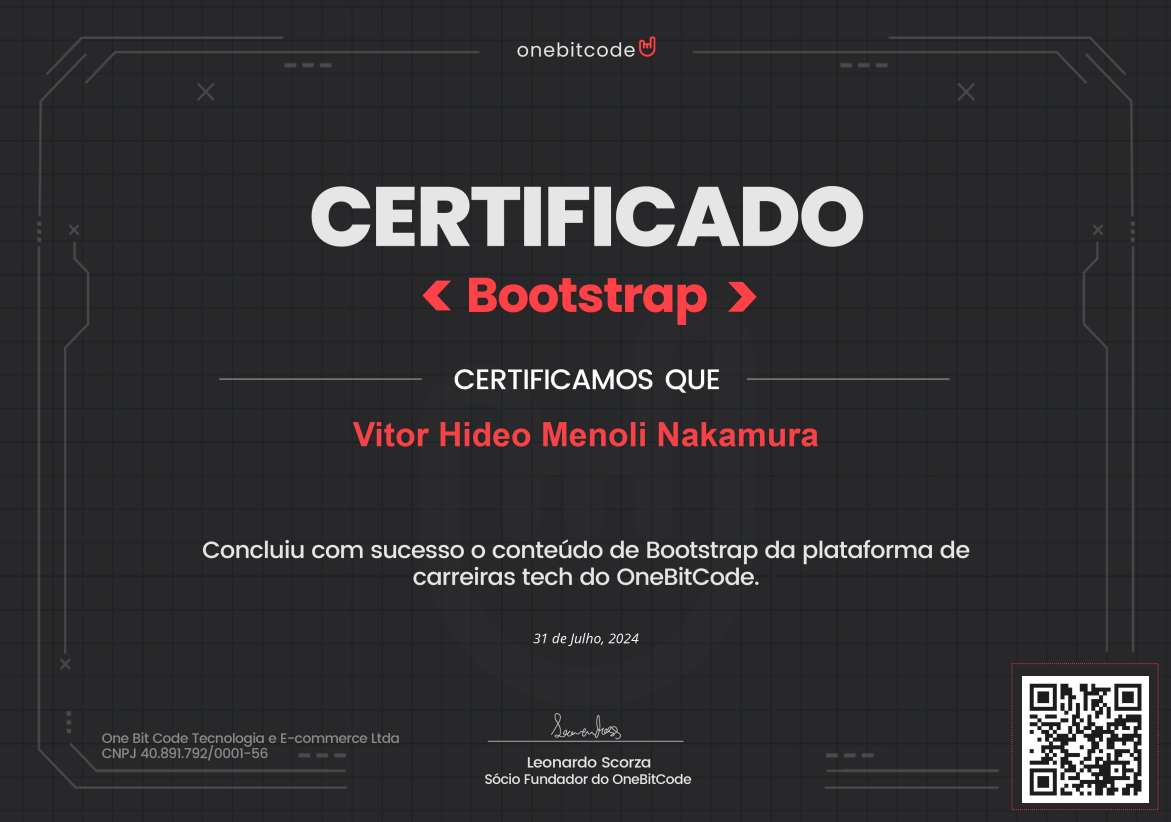 onebitcode
CERTIFICADO
< Bootstrap >
CERTIFICAMOS QUE
Vitor Hideo Menoli Nakamura
Concluiu com sucesso o conteúdo de Bootstrap da plataforma de
carreiras tech do OneBitCode.
31 de Julho, 2024
One Bit Code Tecnologia e E-commerce Ltda
CNPJ 40.891.792/0001-56
Leonardo Scorza
Sócio Fundador do OneBitCode